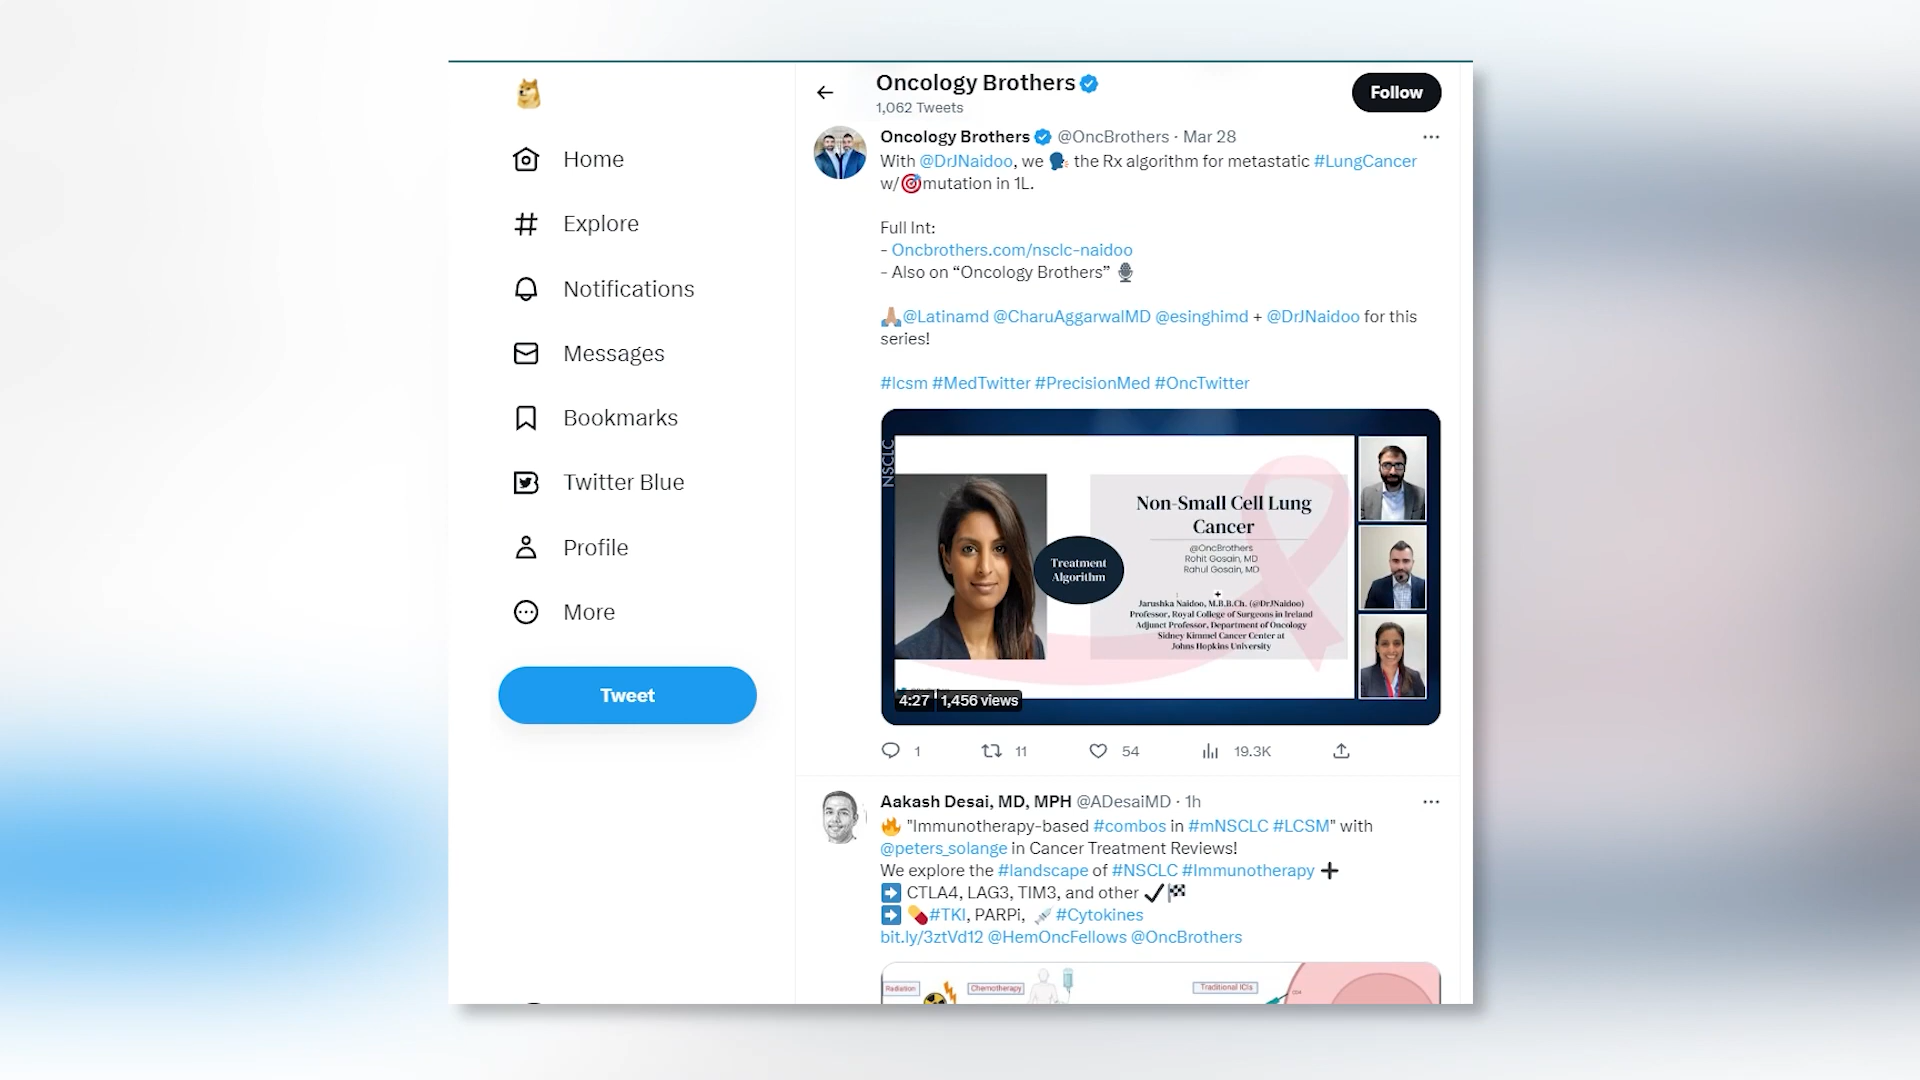 Oncology Brothers
1,062 Tweets
Follow
Home
Explore
Notifications
Messages
Bookmarks
Twitter Blue
Profile
More
Tweet
Oncology Brothers @OncBrothers · Mar 28
With @DrJNaidoo, we the Rx algorithm for metastatic #LungCancer
w/ mutation in 1L.
Full Int:
- Oncbrothers.com/nsclc-naidoo
- Also on “Oncology Brothers”
@Latinamd @CharuAggarwalMD @esinghimd + @DrJNaidoo for this
series!
#lcsm #MedTwitter #PrecisionMed #OncTwitter
NSCLC
Treatment
Algorithm
Non-Small Cell Lung
Cancer
@OncBrothers
Rohit Gosain, MD
Rahul Gosain, MD
+
Jarushka Naidoo, M.B.B.Ch. (@DrJNaidoo)
Professor, Royal College of Surgeons in Ireland
Adjunct Professor, Department of Oncology
Sidney Kimmel Cancer Center at
Johns Hopkins University
4:27 1,456 views
1 11 54 19.3K
Aakash Desai, MD, MPH @ADesaiMD · 1h
"Immunotherapy-based #combos in #mNSCLC #LCSM" with
@peters_solange in Cancer Treatment Reviews!
We explore the #landscape of #NSCLC #Immunotherapy ➕
➡ CTLA4, LAG3, TIM3, and other
➡ #TKI, PARPi, #Cytokines
bit.ly/3ztVd12 @HemOncFellows @OncBrothers
Radiation Chemotherapy Traditional ICIs